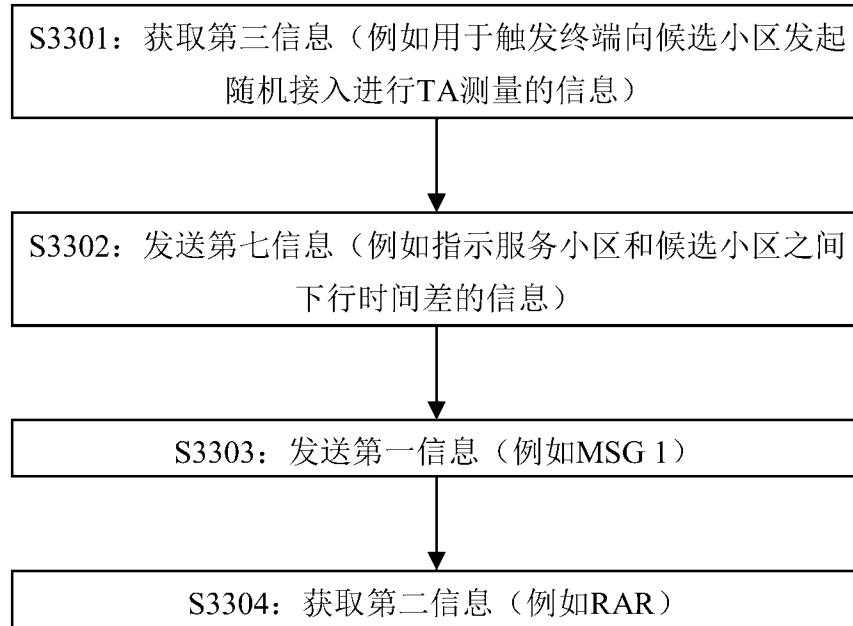 S3301：获取第三信息（例如用于触发终端向候选小区发起
随机接入进行TA测量的信息）
S3302：发送第七信息（例如指示服务小区和候选小区之间
下行时间差的信息）
S3303：发送第一信息（例如MSG 1）
S3304：获取第二信息（例如RAR）